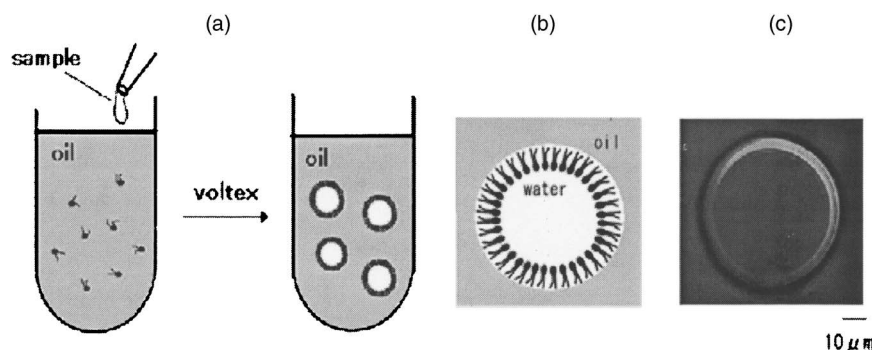 (a)
(b)
(c)
sample
oil
voltex
oil
oil
water
10 μm